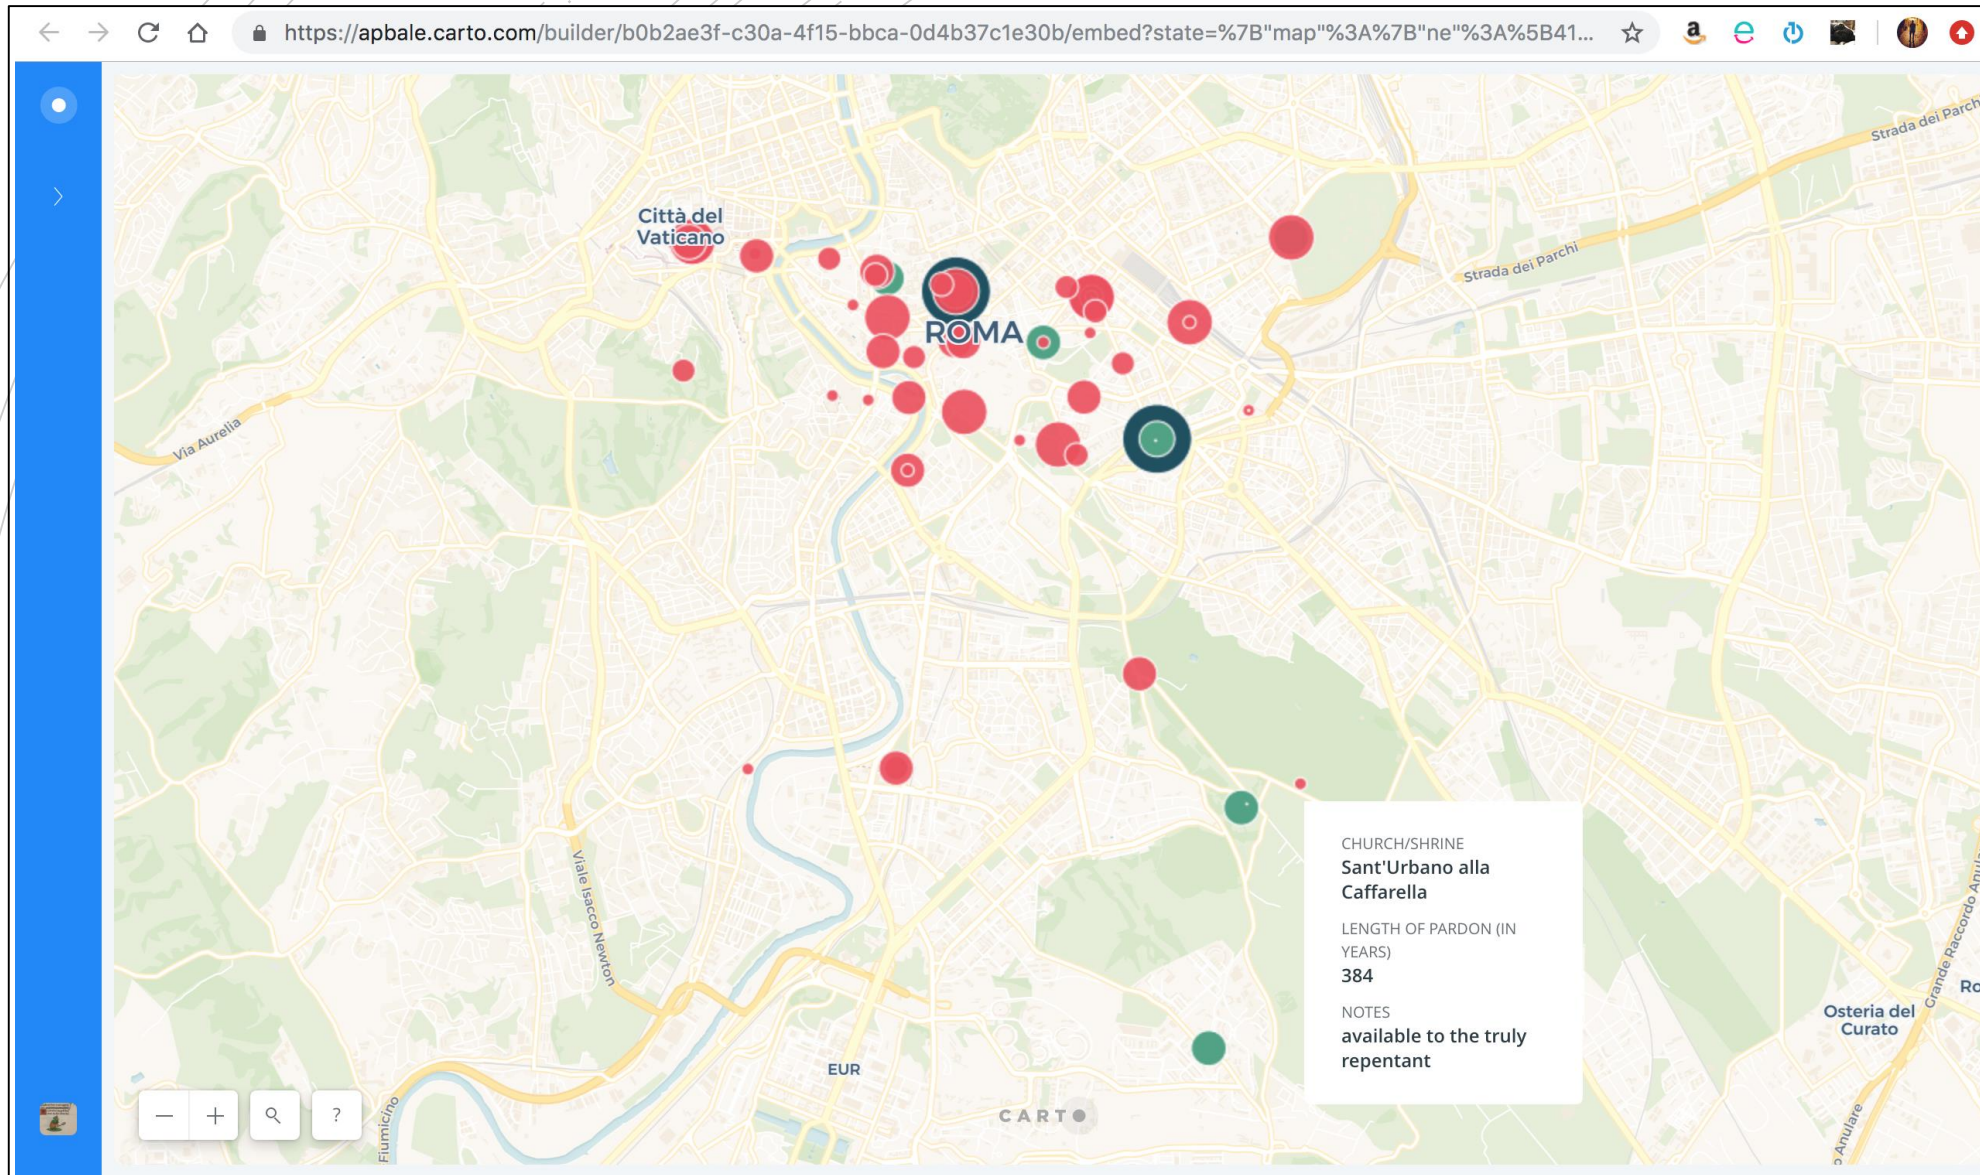 https://apbale.carto.com/builder/b0b2ae3f-c30a-4f15-bbca-0d4b37c1e30b/embed?state=%7B"map"%3A%7B"ne"%3A%5B41...
Strada dei Parch
Città del
Vaticano
Strada dei Parchi
ROMA
Via Aurelia
Viale Isacco Newton
CHURCH/SHRINE
Sant'Urbano alla
Caffarella
LENGTH OF PARDON (IN
YEARS)
384
NOTES
available to the truly
repentant
Grande Raccordo Anula
Ro
Osteria del
Curato
EUR
Fiumicino
?
CARTO
o Anulare